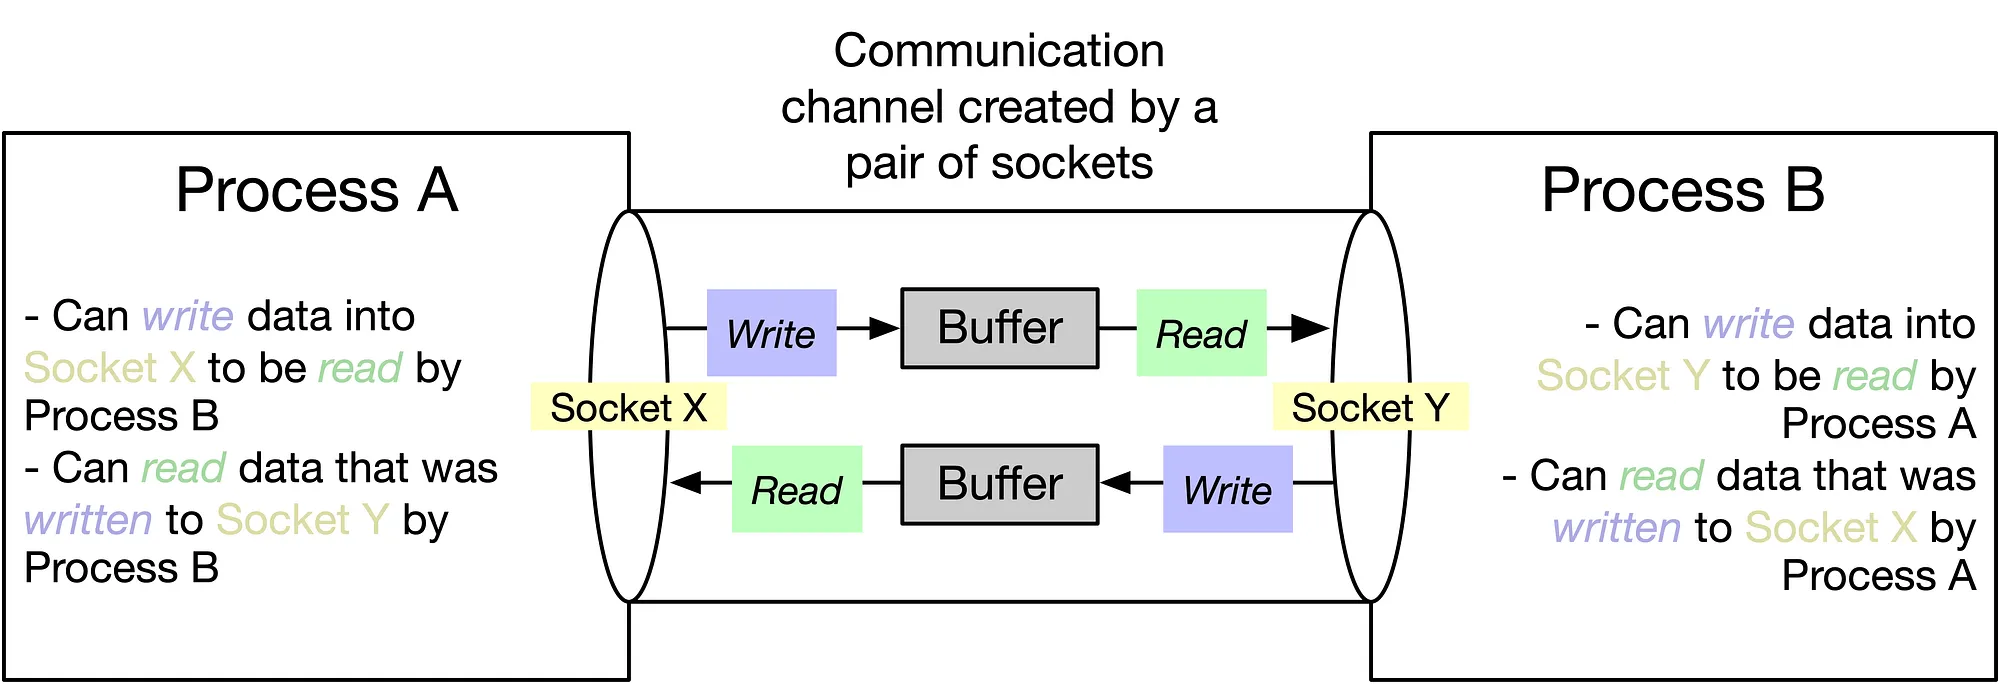 Communication
channel created by a
pair of sockets
Process A
- Can write data into
Socket X to be read by
Process B
- Can read data that was
written to Socket Y by
Process B
Write
Buffer
Read
Socket X
Socket Y
Read
Buffer
Write
Process B
- Can write data into
Socket Y to be read by
Process A
- Can read data that was
written to Socket X by
Process A